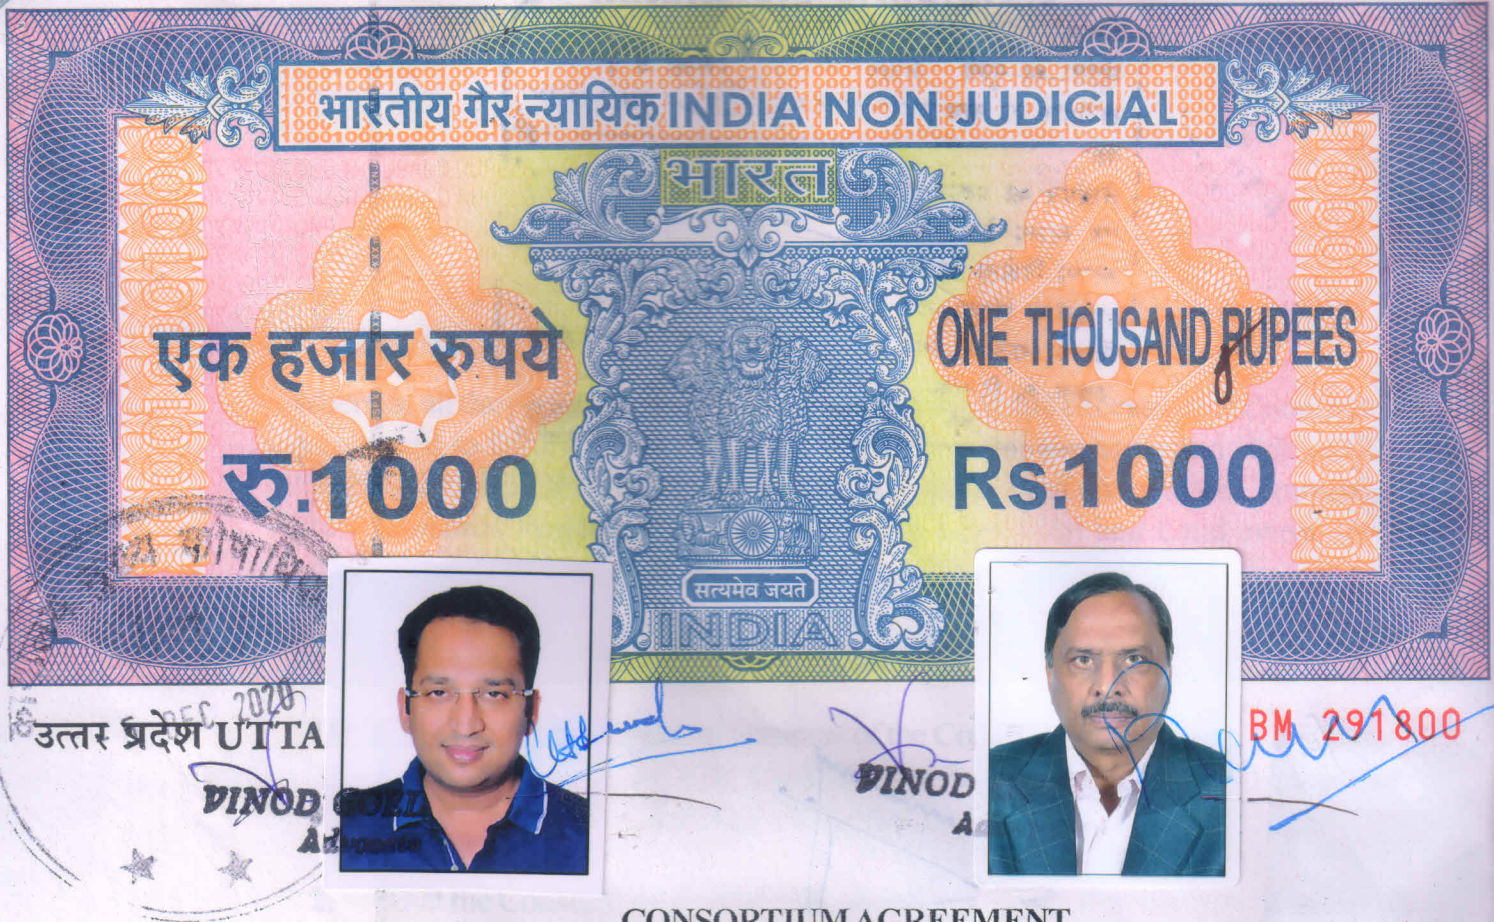 भारतीय गैर न्यायिक INDIA NON JUDICIAL
भारत
एक हजार रुपये
ONE THOUSAND RUPEES
रु.1000
Rs.1000
सत्यमेव जयते
INDIA
DEC 2020
उत्तर प्रदेश UTTA
BM 291800
VINOD
VINOD
CONSORTIUM AGREEMENT